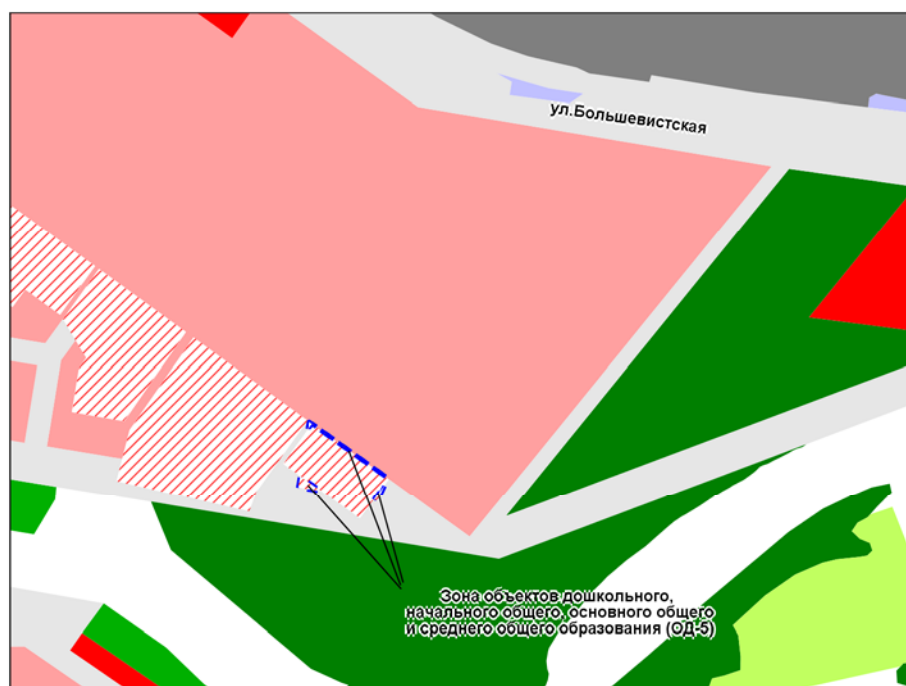 ул.Большевистская
Зона объектов дошкольного,
начального общего, основного общего
и среднего общего образования (ОД-5)